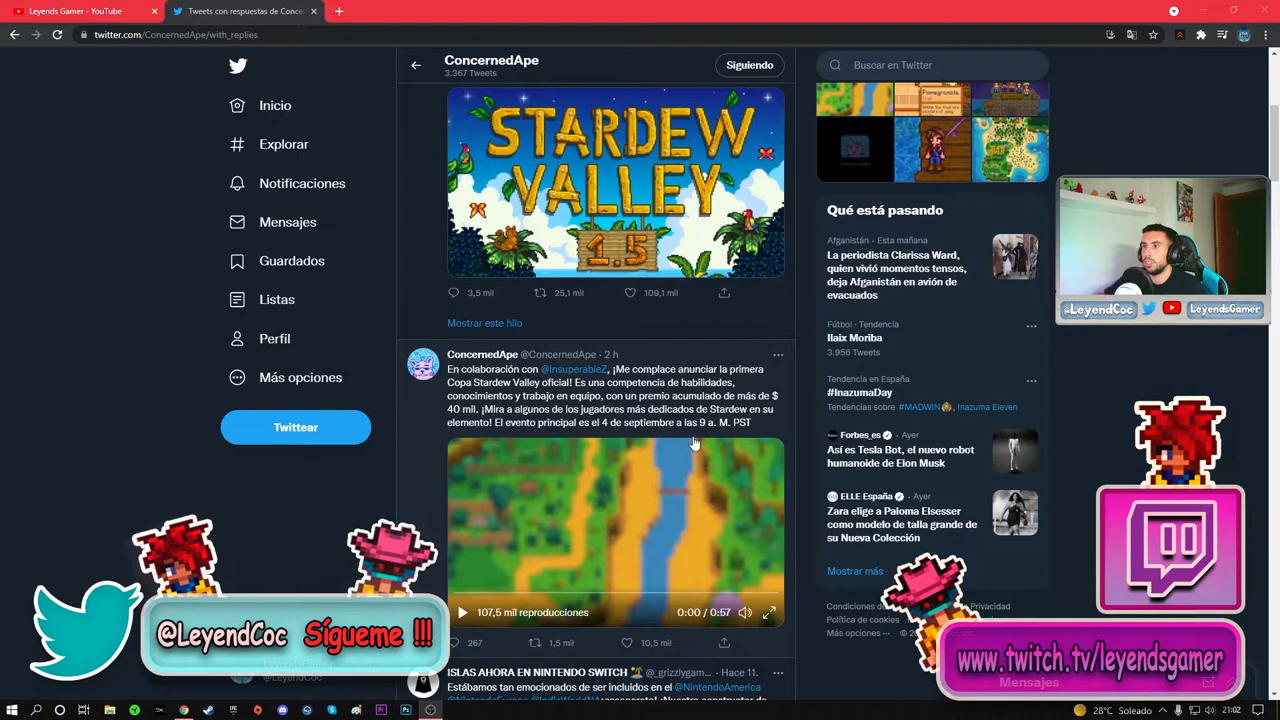 Leyends Gamer - YouTube
Tweets con respuestas de Conce
twitter.com/ConcernedApe/with_replies
ConcernedApe
3.367 Tweets
Siguiendo
Buscar en Twitter
Inicio
Explorar
Notificaciones
Mensajes
Guardados
Listas
Perfil
Más opciones
Twittear
STARDEW
VALLEY
1.5
3,5 mil
25,1 mil
109,1 mil
Mostrar este hilo
ConcernedApe @ConcernedApe · 2 h
En colaboración con @InsuperableZ, ¡Me complace anunciar la primera
Copa Stardew Valley oficial! Es una competencia de habilidades,
conocimientos y trabajo en equipo, con un premio acumulado de más de $
40 mil. ¡Mira a algunos de los jugadores más dedicados de Stardew en su
elemento! El evento principal es el 4 de septiembre a las 9 a. M. PST
107,5 mil reproducciones
0:00 / 0:57
267
1,5 mil
10,5 mil
ISLAS AHORA EN NINTENDO SWITCH @_grizzlygam... · Hace 11.
Estábamos tan emocionados de ser incluidos en el @NintendoAmerica
Pomegranate
Qué está pasando
Afganistán · Esta mañana
La periodista Clarissa Ward,
quien vivió momentos tensos,
deja Afganistán en avión de
evacuados
Fútbol · Tendencia
Ilaix Moriba
3.956 Tweets
Tendencia en España
#InazumaDay
Tendencias sobre #MADWIN, Inazuma Eleven
Forbes_es · Ayer
Así es Tesla Bot, el nuevo robot
humanoide de Elon Musk
ELLE España · Ayer
Zara elige a Paloma Elsesser
como modelo de talla grande de
su Nueva Colección
Mostrar más
Condiciones de
Privacidad
Política de cookies
Más opciones
@LeyendCoc
LeyendsGamer
@LeyendCoc Sígueme !!!
@LeyendCoc
www.twitch.tv/leyendsgamer
Mensajes
28°C Soleado
21:02